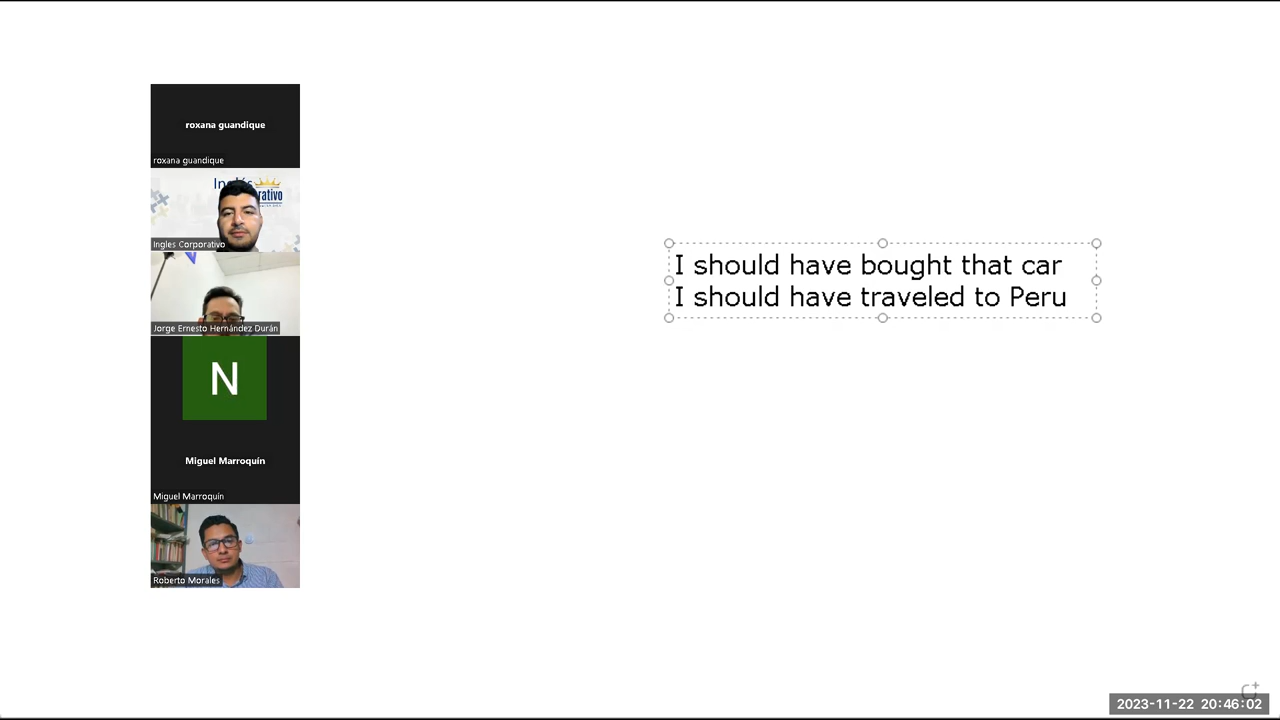 roxana guandique
roxana guandique
Inglés
rativo
Ingles Corporativo
Jorge Ernesto Hernández Durán
N
Miguel Marroquín
Miguel Marroquín
Roberto Morales
I should have bought that car
I should have traveled to Peru
2023-11-22 20:46:02